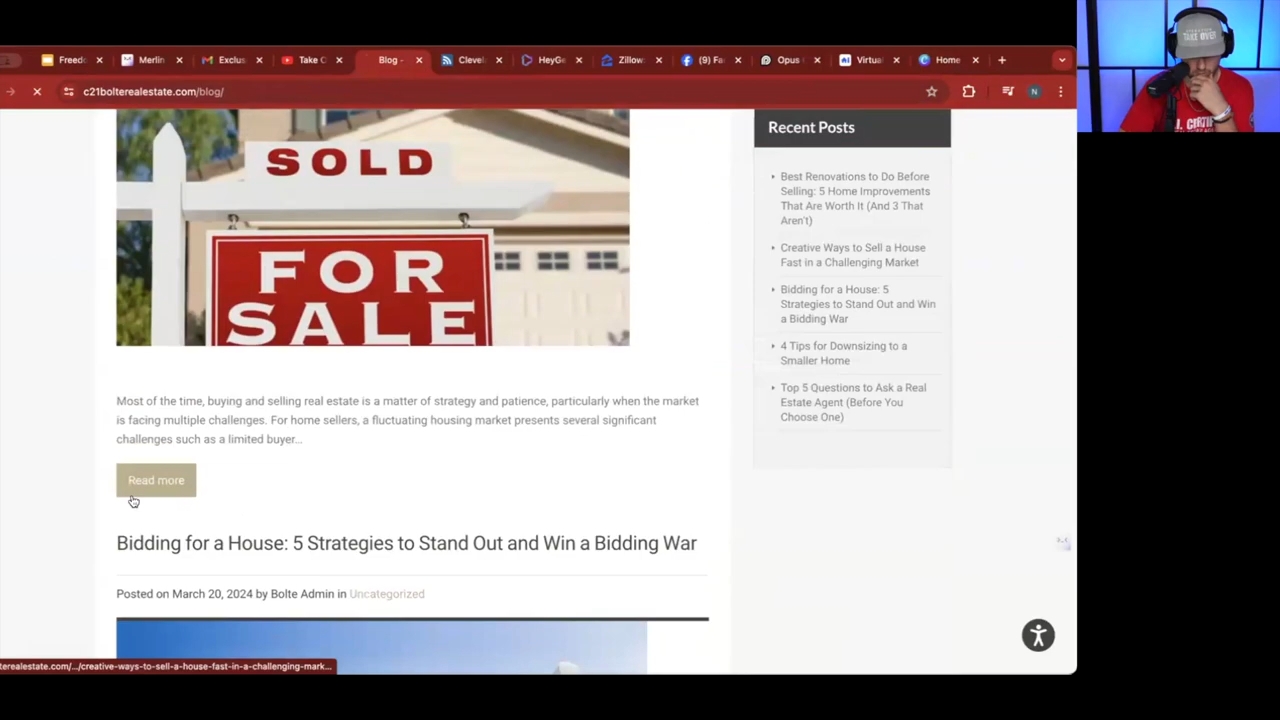 Freedo
Merlin
Exclus
Take C
Blog -
Clevel
HeyGe
Zillow
(9) Fa
Opus
Virtual
Home
c21bolterealestate.com/blog/
N
TAKE OVER
SOLD
FOR
SALE
Recent Posts
Best Renovations to Do Before
Selling: 5 Home Improvements
That Are Worth It (And 3 That
Aren't)
Creative Ways to Sell a House
Fast in a Challenging Market
Bidding for a House: 5
Strategies to Stand Out and Win
a Bidding War
4 Tips for Downsizing to a
Smaller Home
Top 5 Questions to Ask a Real
Estate Agent (Before You
Choose One)
Most of the time, buying and selling real estate is a matter of strategy and patience, particularly when the market
is facing multiple challenges. For home sellers, a fluctuating housing market presents several significant
challenges such as a limited buyer...
Read more
Bidding for a House: 5 Strategies to Stand Out and Win a Bidding War
Posted on March 20, 2024 by Bolte Admin in Uncategorized
terealestate.com/.../creative-ways-to-sell-a-house-fast-in-a-challenging-mark...